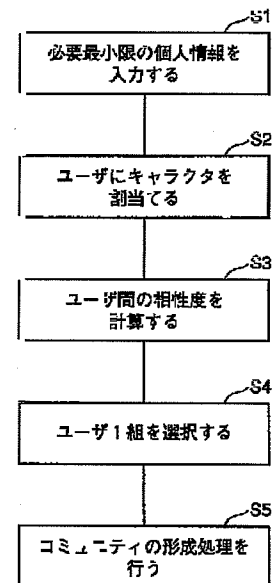 S1
必要最小限の個人情報を
入力する
S2
ユーザにキャラクタを
割当てる
S3
ユーザ間の相性度を
計算する
S4
ユーザ1組を選択する
S5
コミュニティの形成処理を
行う